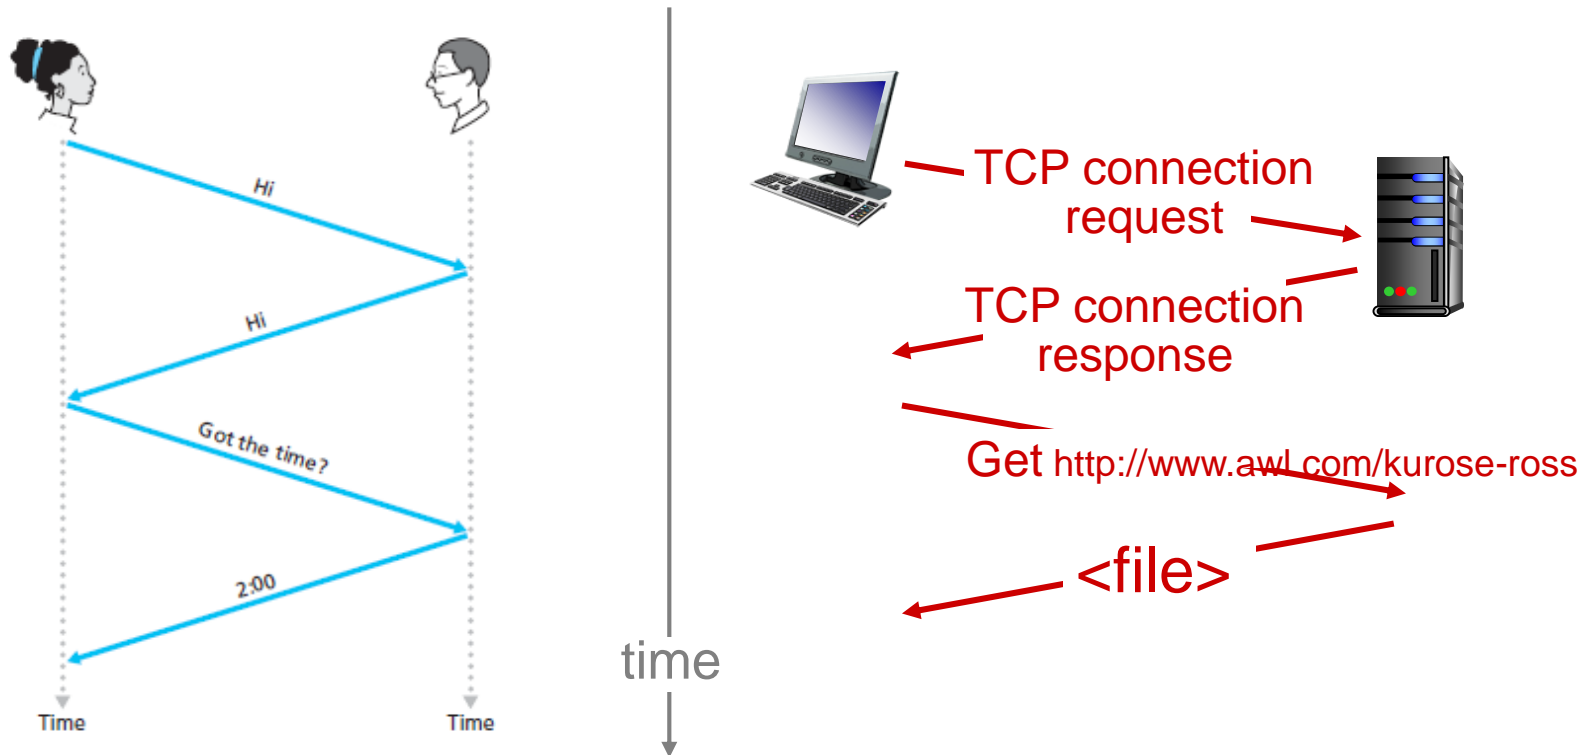 Hi
Hi
Got the time?
2:00
Time
Time
time
TCP connection
request
TCP connection
response
Get http://www.awl.com/kurose-ross
<file>